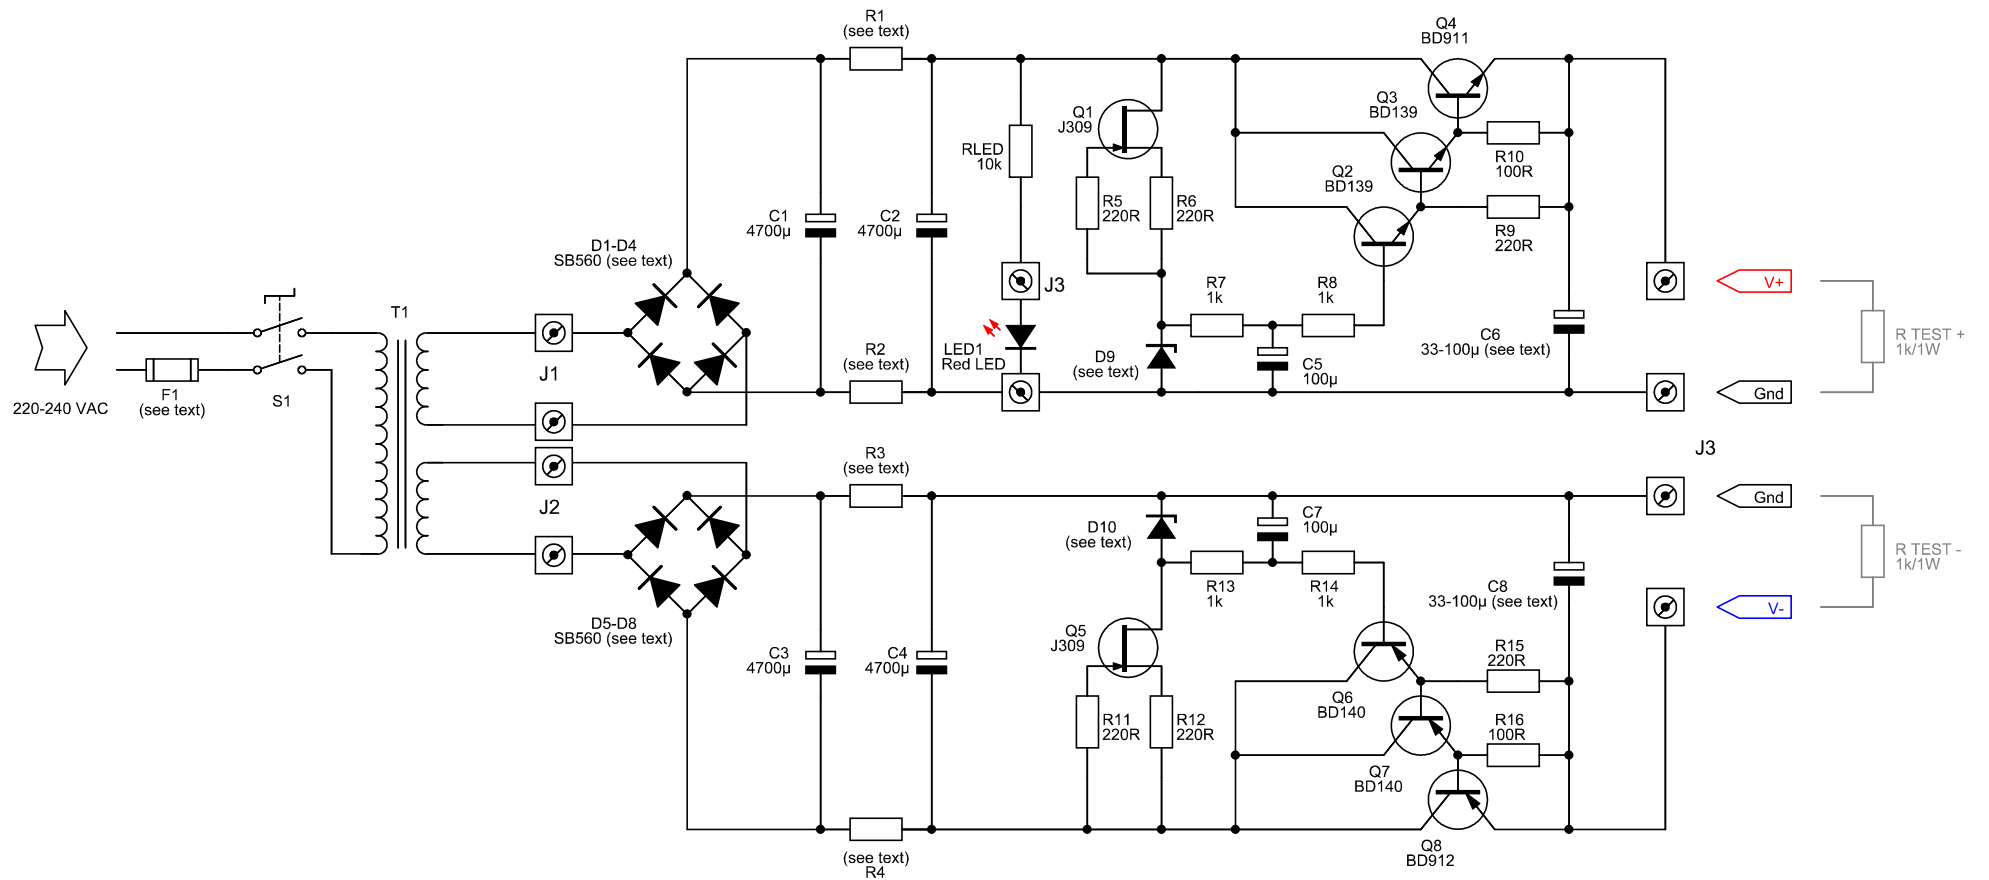 R1
(see text)
Q4
BD911
Q3
BD139
Q1
J309
RLED
10k
R10
100R
Q2
BD139
R5
220R
R6
220R
R9
220R
C1
4700µ
C2
4700µ
D1-D4
SB560 (see text)
J3
R7
1k
R8
1k
V+
T1
R TEST +
1k/1W
C6
33-100µ (see text)
LED1
Red LED
R2
(see text)
D9
(see text)
C5
100µ
J1
F1
(see text)
S1
220-240 VAC
Gnd
J3
R3
(see text)
J2
Gnd
D10
(see text)
C7
100µ
R TEST -
1k/1W
R13
1k
R14
1k
C8
33-100µ (see text)
V-
D5-D8
SB560 (see text)
Q5
J309
R15
220R
C3
4700µ
C4
4700µ
Q6
BD140
R11
220R
R12
220R
R16
100R
Q7
BD140
Q8
BD912
(see text)
R4